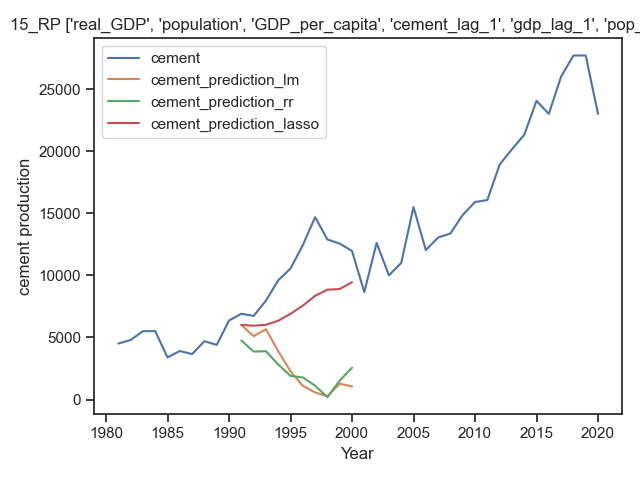 15_RP ['real_GDP', 'population', 'GDP_per_capita', 'cement_lag_1', 'gdp_lag_1', 'pop_
cement
cement_prediction_lm
cement_prediction_rr
cement_prediction_lasso
cement production
25000
20000
15000
10000
5000
0
1980 1985 1990 1995 2000 2005 2010 2015 2020
Year